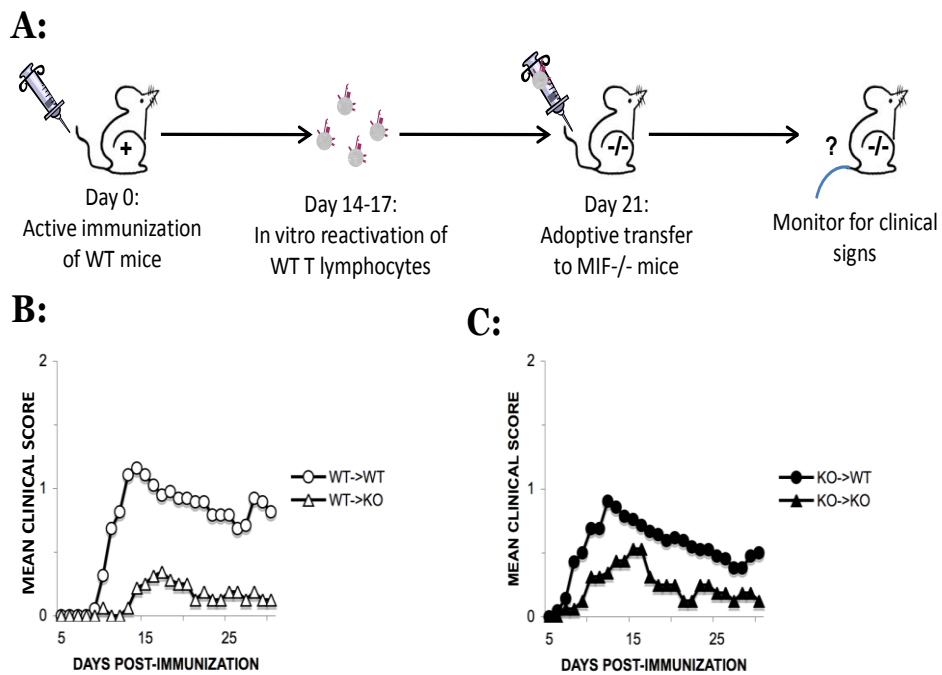 A:
+
-/-
?
-/-
Day 0:
Active immunization
of WT mice
Day 14-17:
In vitro reactivation of
WT T lymphocytes
Day 21:
Adoptive transfer
to MIF-/- mice
Monitor for clinical
signs
B:
2
1
0
MEAN CLINICAL SCORE
5
15
25
DAYS POST-IMMUNIZATION
WT->WT
WT->KO
C:
2
1
0
MEAN CLINICAL SCORE
5
15
25
DAYS POST-IMMUNIZATION
KO->WT
KO->KO